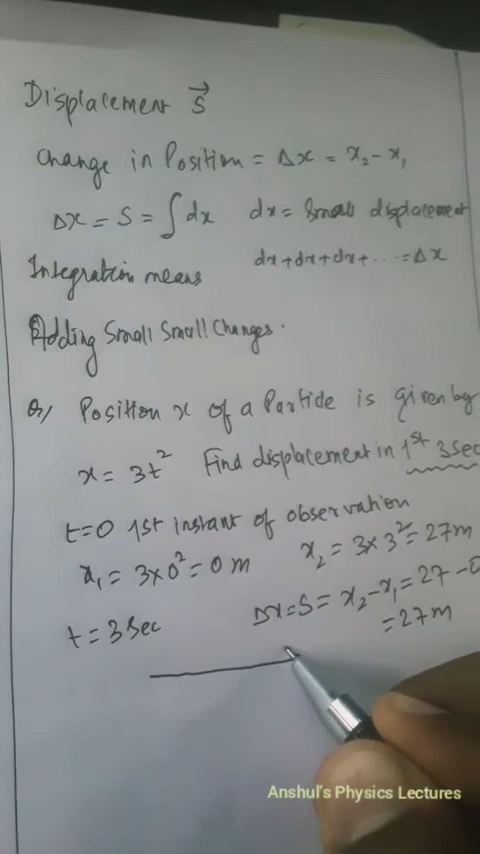 Displacement S⃗
Change in Position = Δx = x₂ - x₁
Δx = S = ∫dx dx = Small displacement
Integration means dx+dx+dx+... = Δx
Adding Small Small Changes.
Q/ Position x of a Particle is given by
x = 3t² Find displacement in 1st 3sec
t=0 1st instant of observation
x₁ = 3×0² = 0 m x₂ = 3×3² = 27m
t = 3sec Δx=S= x₂-x₁ = 27-0
= 27m
Anshul's Physics Lectures